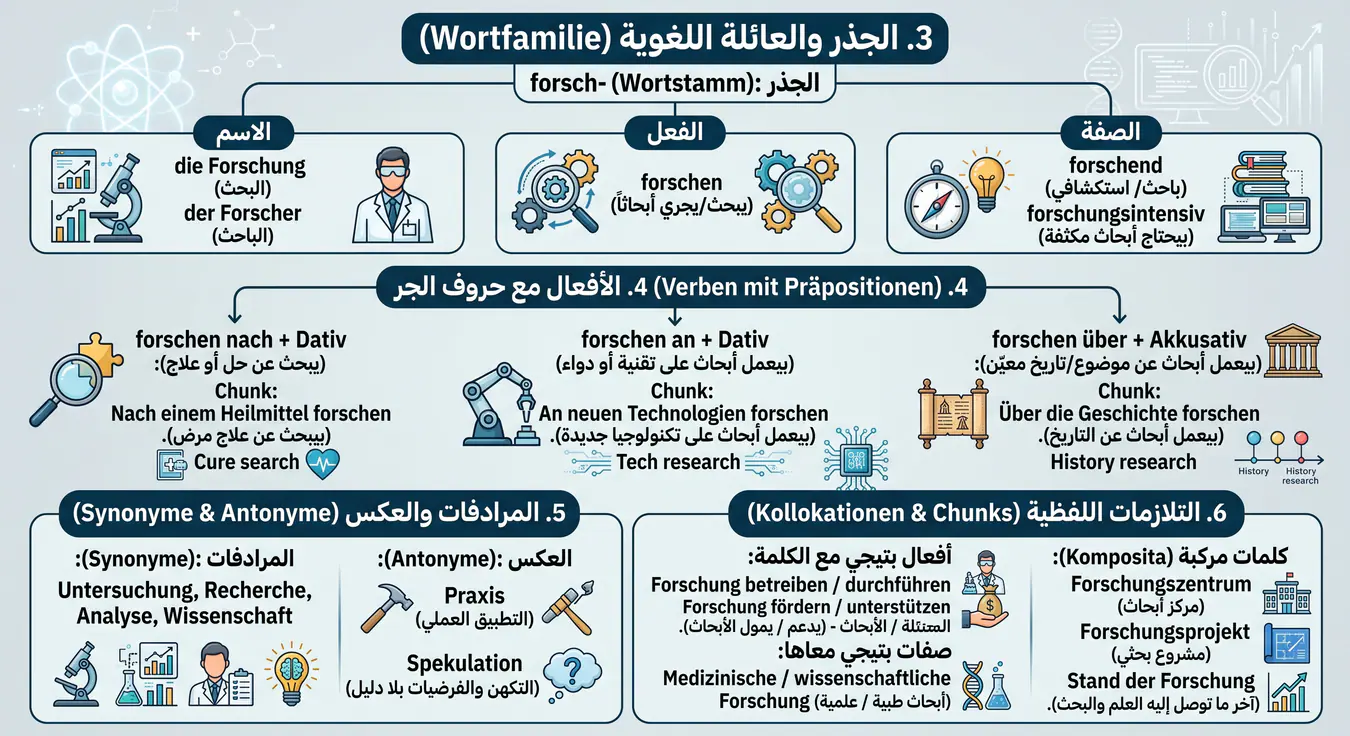 3. الجذر والعائلة اللغوية (Wortfamilie)
الجذر :(Wortstamm) forsch-
الاسم
die Forschung
(البحث)
der Forscher
(الباحث)
الفعل
forschen
(يبحث/يجري أبحاثاً)
الصفة
forschend
(باحث/ استكشافي)
forschungsintensiv
(بيحتاج أبحاث مكثفة)
4. الأفعال مع حروف الجر (Verben mit Präpositionen) .4
forschen nach + Dativ
(يبحث عن حل أو علاج):
Chunk:
Nach einem Heilmittel forschen
(بيبحث عن علاج مرض).
Cure search
forschen an + Dativ
(بيعمل أبحاث على تقنية أو دواء)
Chunk:
An neuen Technologien forschen
(بيعمل أبحاث على تكنولوجيا جديدة).
Tech research
forschen über + Akkusativ
(بيعمل أبحاث عن موضوع/تاريخ معيّن):
Chunk:
Über die Geschichte forschen
(بيعمل أبحاث عن التاريخ).
History research
History
History
research
5. المرادفات والعكس (Synonyme & Antonyme)
المرادفات :(Synonyme):
Untersuchung, Recherche,
Analyse, Wissenschaft
العكس :(Antonyme):
Praxis
(التطبيق العملي)
Spekulation
(التكهن والفرضيات بلا دليل)
6. التلازمات اللفظية (Kollokationen & Chunks)
أفعال بتيجي مع الكلمة:
Forschung betreiben / durchführen
Forschung fördern / unterstützen
/ الأبحاث - (يدعم / يمول الأبحاث).
صفات بتيجي معاها:
Medizinische / wissenschaftliche
Forschung (أبحاث طبية / علمية)
كلمات مركبة (Komposita):
Forschungszentrum
(مركز أبحاث)
Forschungsprojekt
(مشروع بحثي)
Stand der Forschung
(آخر ما توصل إليه العلم والبحث).